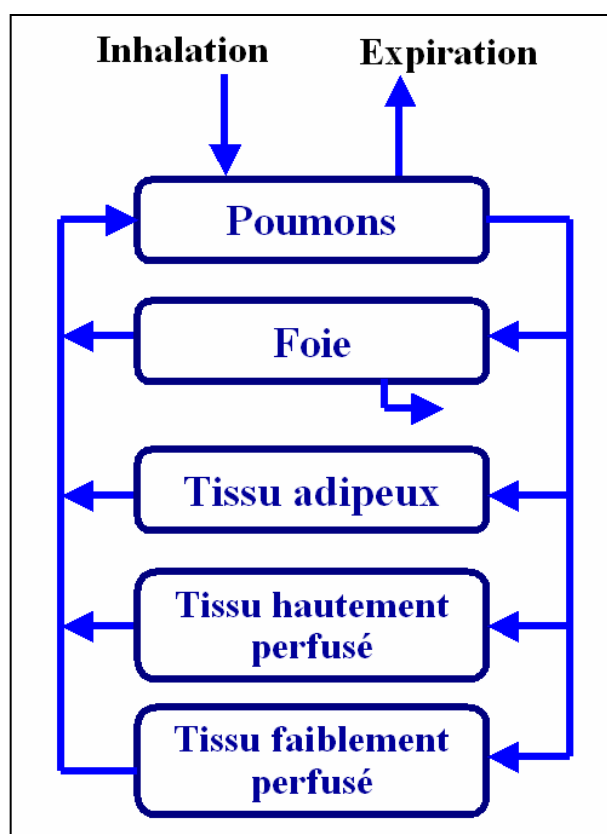 Inhalation Expiration
Poumons
Foie
Tissu adipeux
Tissu hautement
perfusé
Tissu faiblement
perfusé